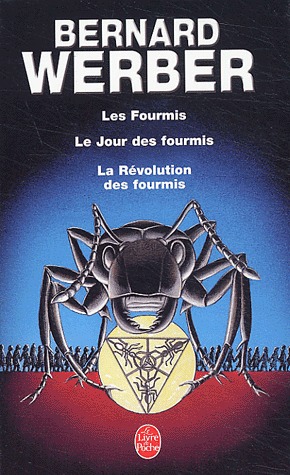 BERNARD
WERBER
Les Fourmis
Le Jour des fourmis
La Révolution
des fourmis
Le
Livre
de
Poche